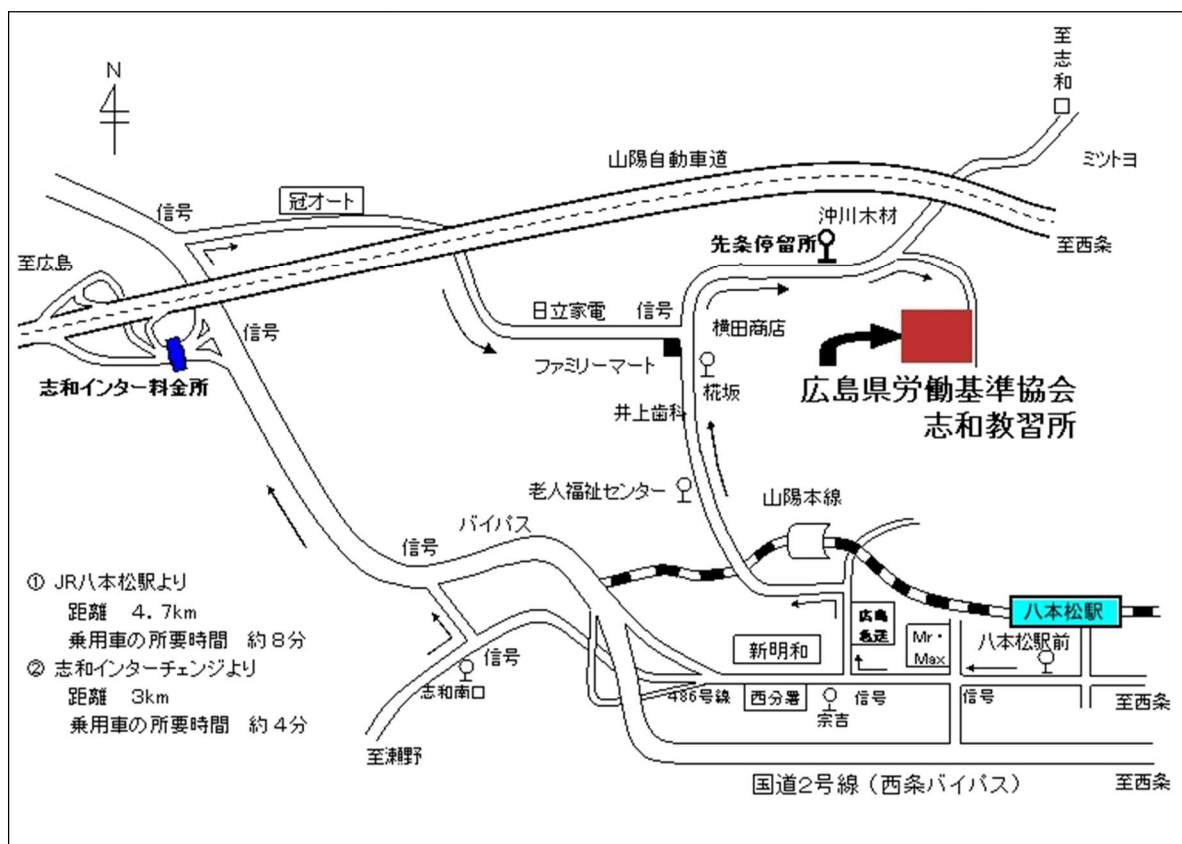 N
至志和
山陽自動車道
ミツトヨ
冠オート
信号
沖川木材
先条停留所
至西条
至広島
信号
日立家電
信号
横田商店
志和インター料金所
ファミリーマート
椛坂
広島県労働基準協会
志和教習所
井上歯科
老人福祉センター
山陽本線
バイパス
信号
① JR八本松駅より
距離 4.7km
乗用車の所要時間 約8分
② 志和インターチェンジより
距離 3km
乗用車の所要時間 約4分
八本松駅
広島
急送
Mr・
Max
八本松駅前
新明和
信号
志和南口
486号線
西分署
宗吉
信号
信号
至西条
至瀬野
国道2号線(西条バイパス)
至西条